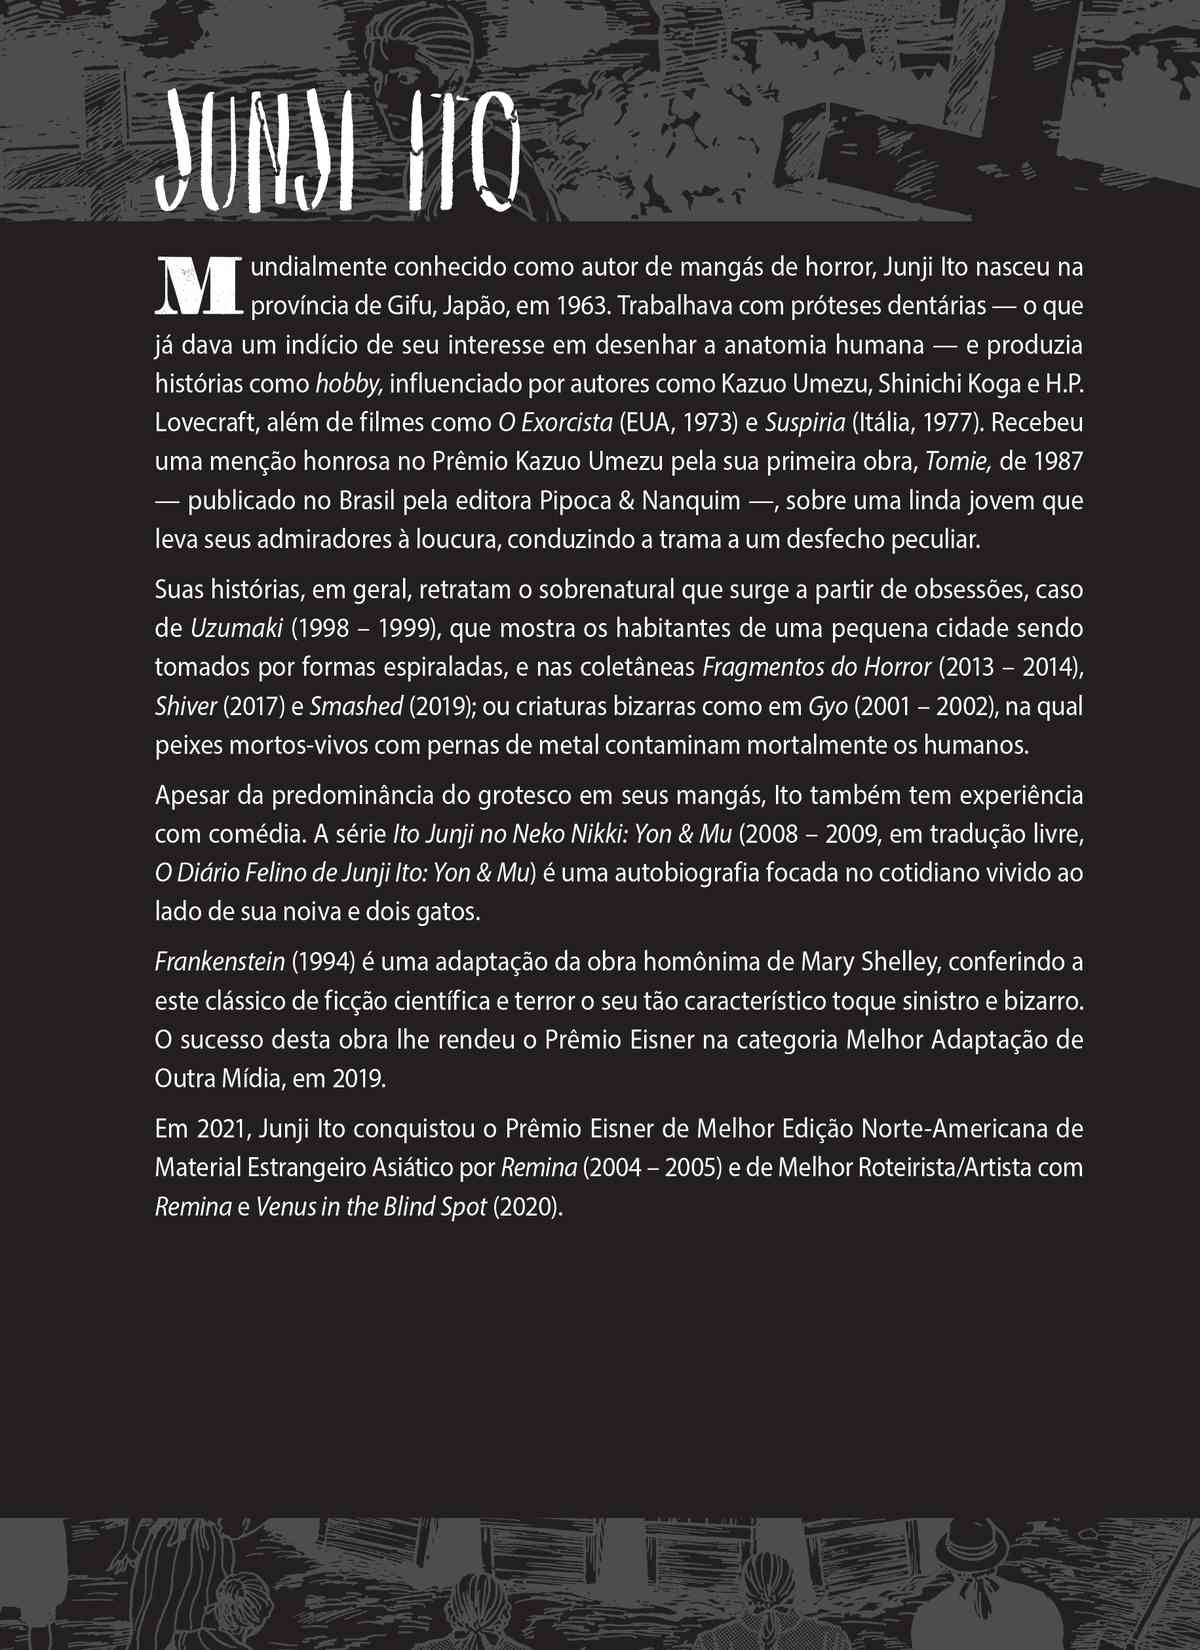 JUNJI ITO
Mundialmente conhecido como autor de mangás de horror, Junji Ito nasceu na
província de Gifu, Japão, em 1963. Trabalhava com próteses dentárias — o que
já dava um indício de seu interesse em desenhar a anatomia humana — e produzia
histórias como hobby, influenciado por autores como Kazuo Umezu, Shinichi Koga e H.P.
Lovecraft, além de filmes como O Exorcista (EUA, 1973) e Suspiria (Itália, 1977). Recebeu
uma menção honrosa no Prêmio Kazuo Umezu pela sua primeira obra, Tomie, de 1987
— publicado no Brasil pela editora Pipoca & Nanquim —, sobre uma linda jovem que
leva seus admiradores à loucura, conduzindo a trama a um desfecho peculiar.
Suas histórias, em geral, retratam o sobrenatural que surge a partir de obsessões, caso
de Uzumaki (1998 – 1999), que mostra os habitantes de uma pequena cidade sendo
tomados por formas espiraladas, e nas coletâneas Fragmentos do Horror (2013 – 2014),
Shiver (2017) e Smashed (2019); ou criaturas bizarras como em Gyo (2001 – 2002), na qual
peixes mortos-vivos com pernas de metal contaminam mortalmente os humanos.
Apesar da predominância do grotesco em seus mangás, Ito também tem experiência
com comédia. A série Ito Junji no Neko Nikki: Yon & Mu (2008 – 2009, em tradução livre,
O Diário Felino de Junji Ito: Yon & Mu) é uma autobiografia focada no cotidiano vivido ao
lado de sua noiva e dois gatos.
Frankenstein (1994) é uma adaptação da obra homônima de Mary Shelley, conferindo a
este clássico de ficção científica e terror o seu tão característico toque sinistro e bizarro.
O sucesso desta obra lhe rendeu o Prêmio Eisner na categoria Melhor Adaptação de
Outra Mídia, em 2019.
Em 2021, Junji Ito conquistou o Prêmio Eisner de Melhor Edição Norte-Americana de
Material Estrangeiro Asiático por Remina (2004 – 2005) e de Melhor Roteirista/Artista com
Remina e Venus in the Blind Spot (2020).